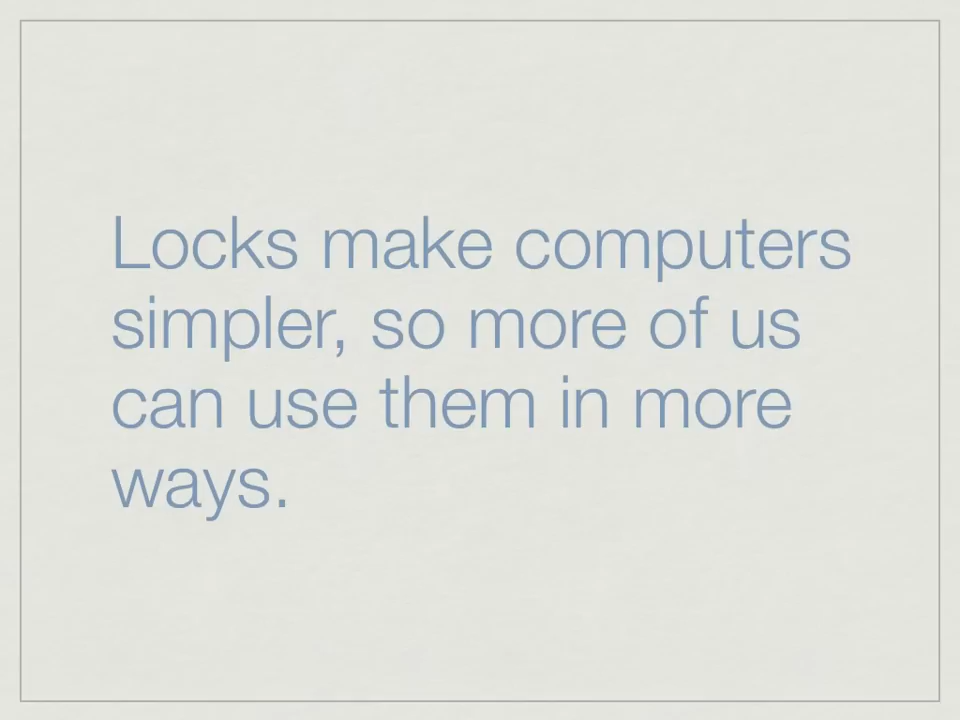 Locks make computers
simpler, so more of us
can use them in more
ways.